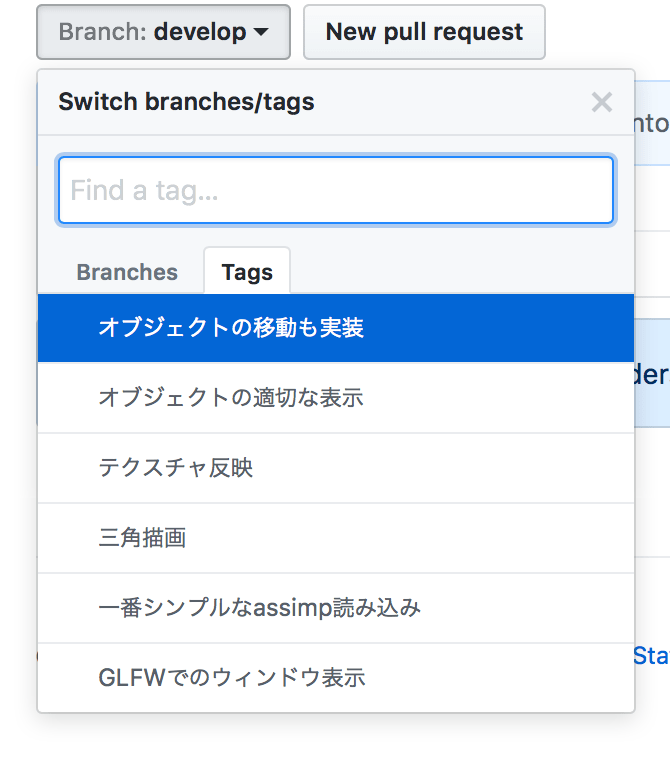 Branch: develop
New pull request
Switch branches/tags
Find a tag...
Branches
Tags
オブジェクトの移動も実装
オブジェクトの適切な表示
テクスチャ反映
三角描画
一番シンプルなassimp読み込み
GLFWでのウィンドウ表示
nto
der
Sta